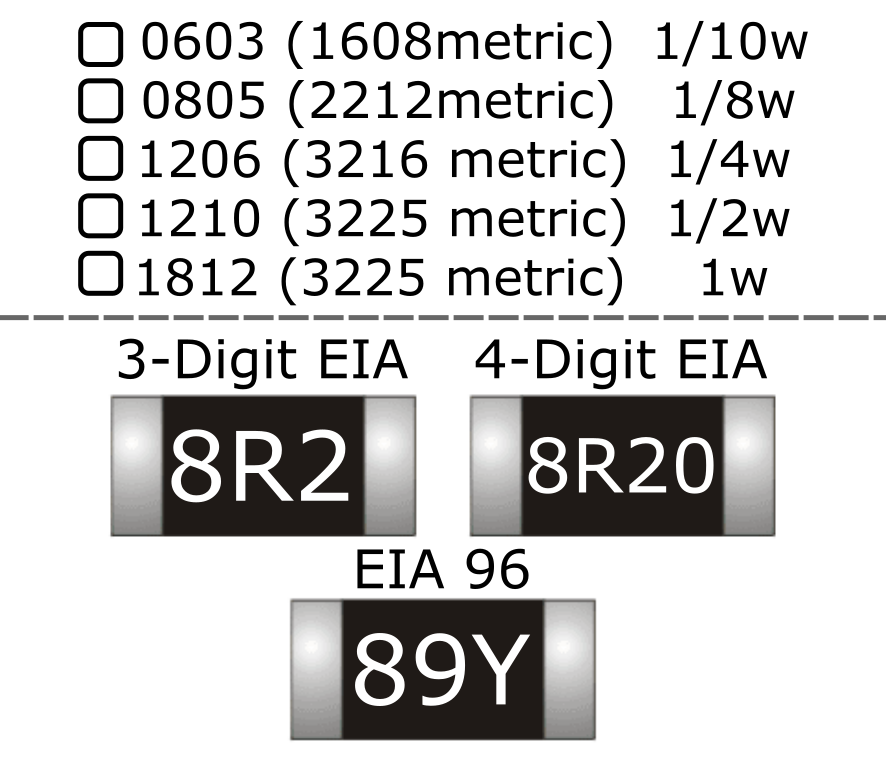 0603 (1608metric) 1/10w
0805 (2212metric) 1/8w
1206 (3216 metric) 1/4w
1210 (3225 metric) 1/2w
1812 (3225 metric) 1w
3-Digit EIA 4-Digit EIA
8R2 8R20
EIA 96
89Y